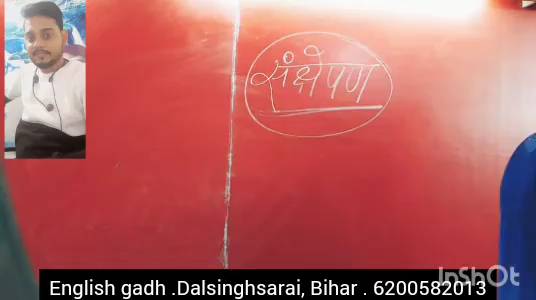 संक्षेपण
InShOt
English gadh .Dalsinghsarai, Bihar . 6200582013